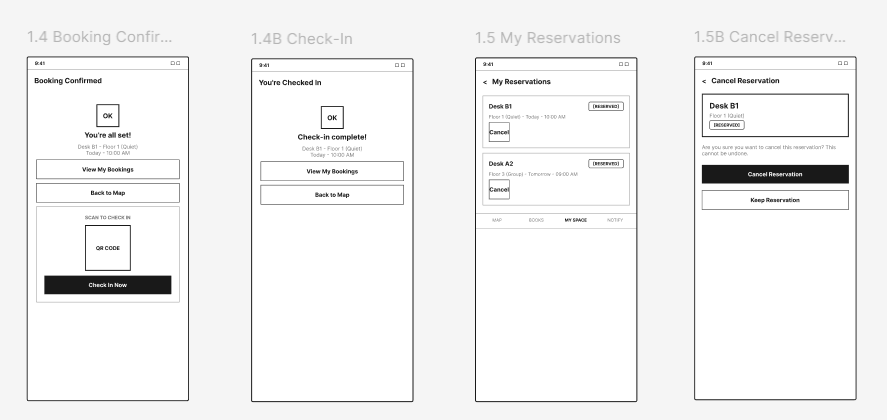 1.4 Booking Confir...
9:41
Booking Confirmed
OK
You're all set!
Desk B1 - Floor 1 (Quiet)
Today - 10:00 AM
View My Bookings
Back to Map
SCAN TO CHECK IN
QR CODE
Check In Now
1.4B Check-In
9:41
You're Checked In
OK
Check-in complete!
Desk B1 - Floor 1 (Quiet)
Today - 10:00 AM
View My Bookings
Back to Map
1.5 My Reservations
9:41
< My Reservations
Desk B1 [RESERVED]
Floor 1 (Quiet) - Today - 10:00 AM
Cancel
Desk A2 [RESERVED]
Floor 3 (Group) - Tomorrow - 09:00 AM
Cancel
MAP BOOKS MY SPACE NOTIFY
1.5B Cancel Reserv...
9:41
< Cancel Reservation
Desk B1
Floor 1 (Quiet)
[RESERVED]
Are you sure you want to cancel this reservation? This
cannot be undone.
Cancel Reservation
Keep Reservation